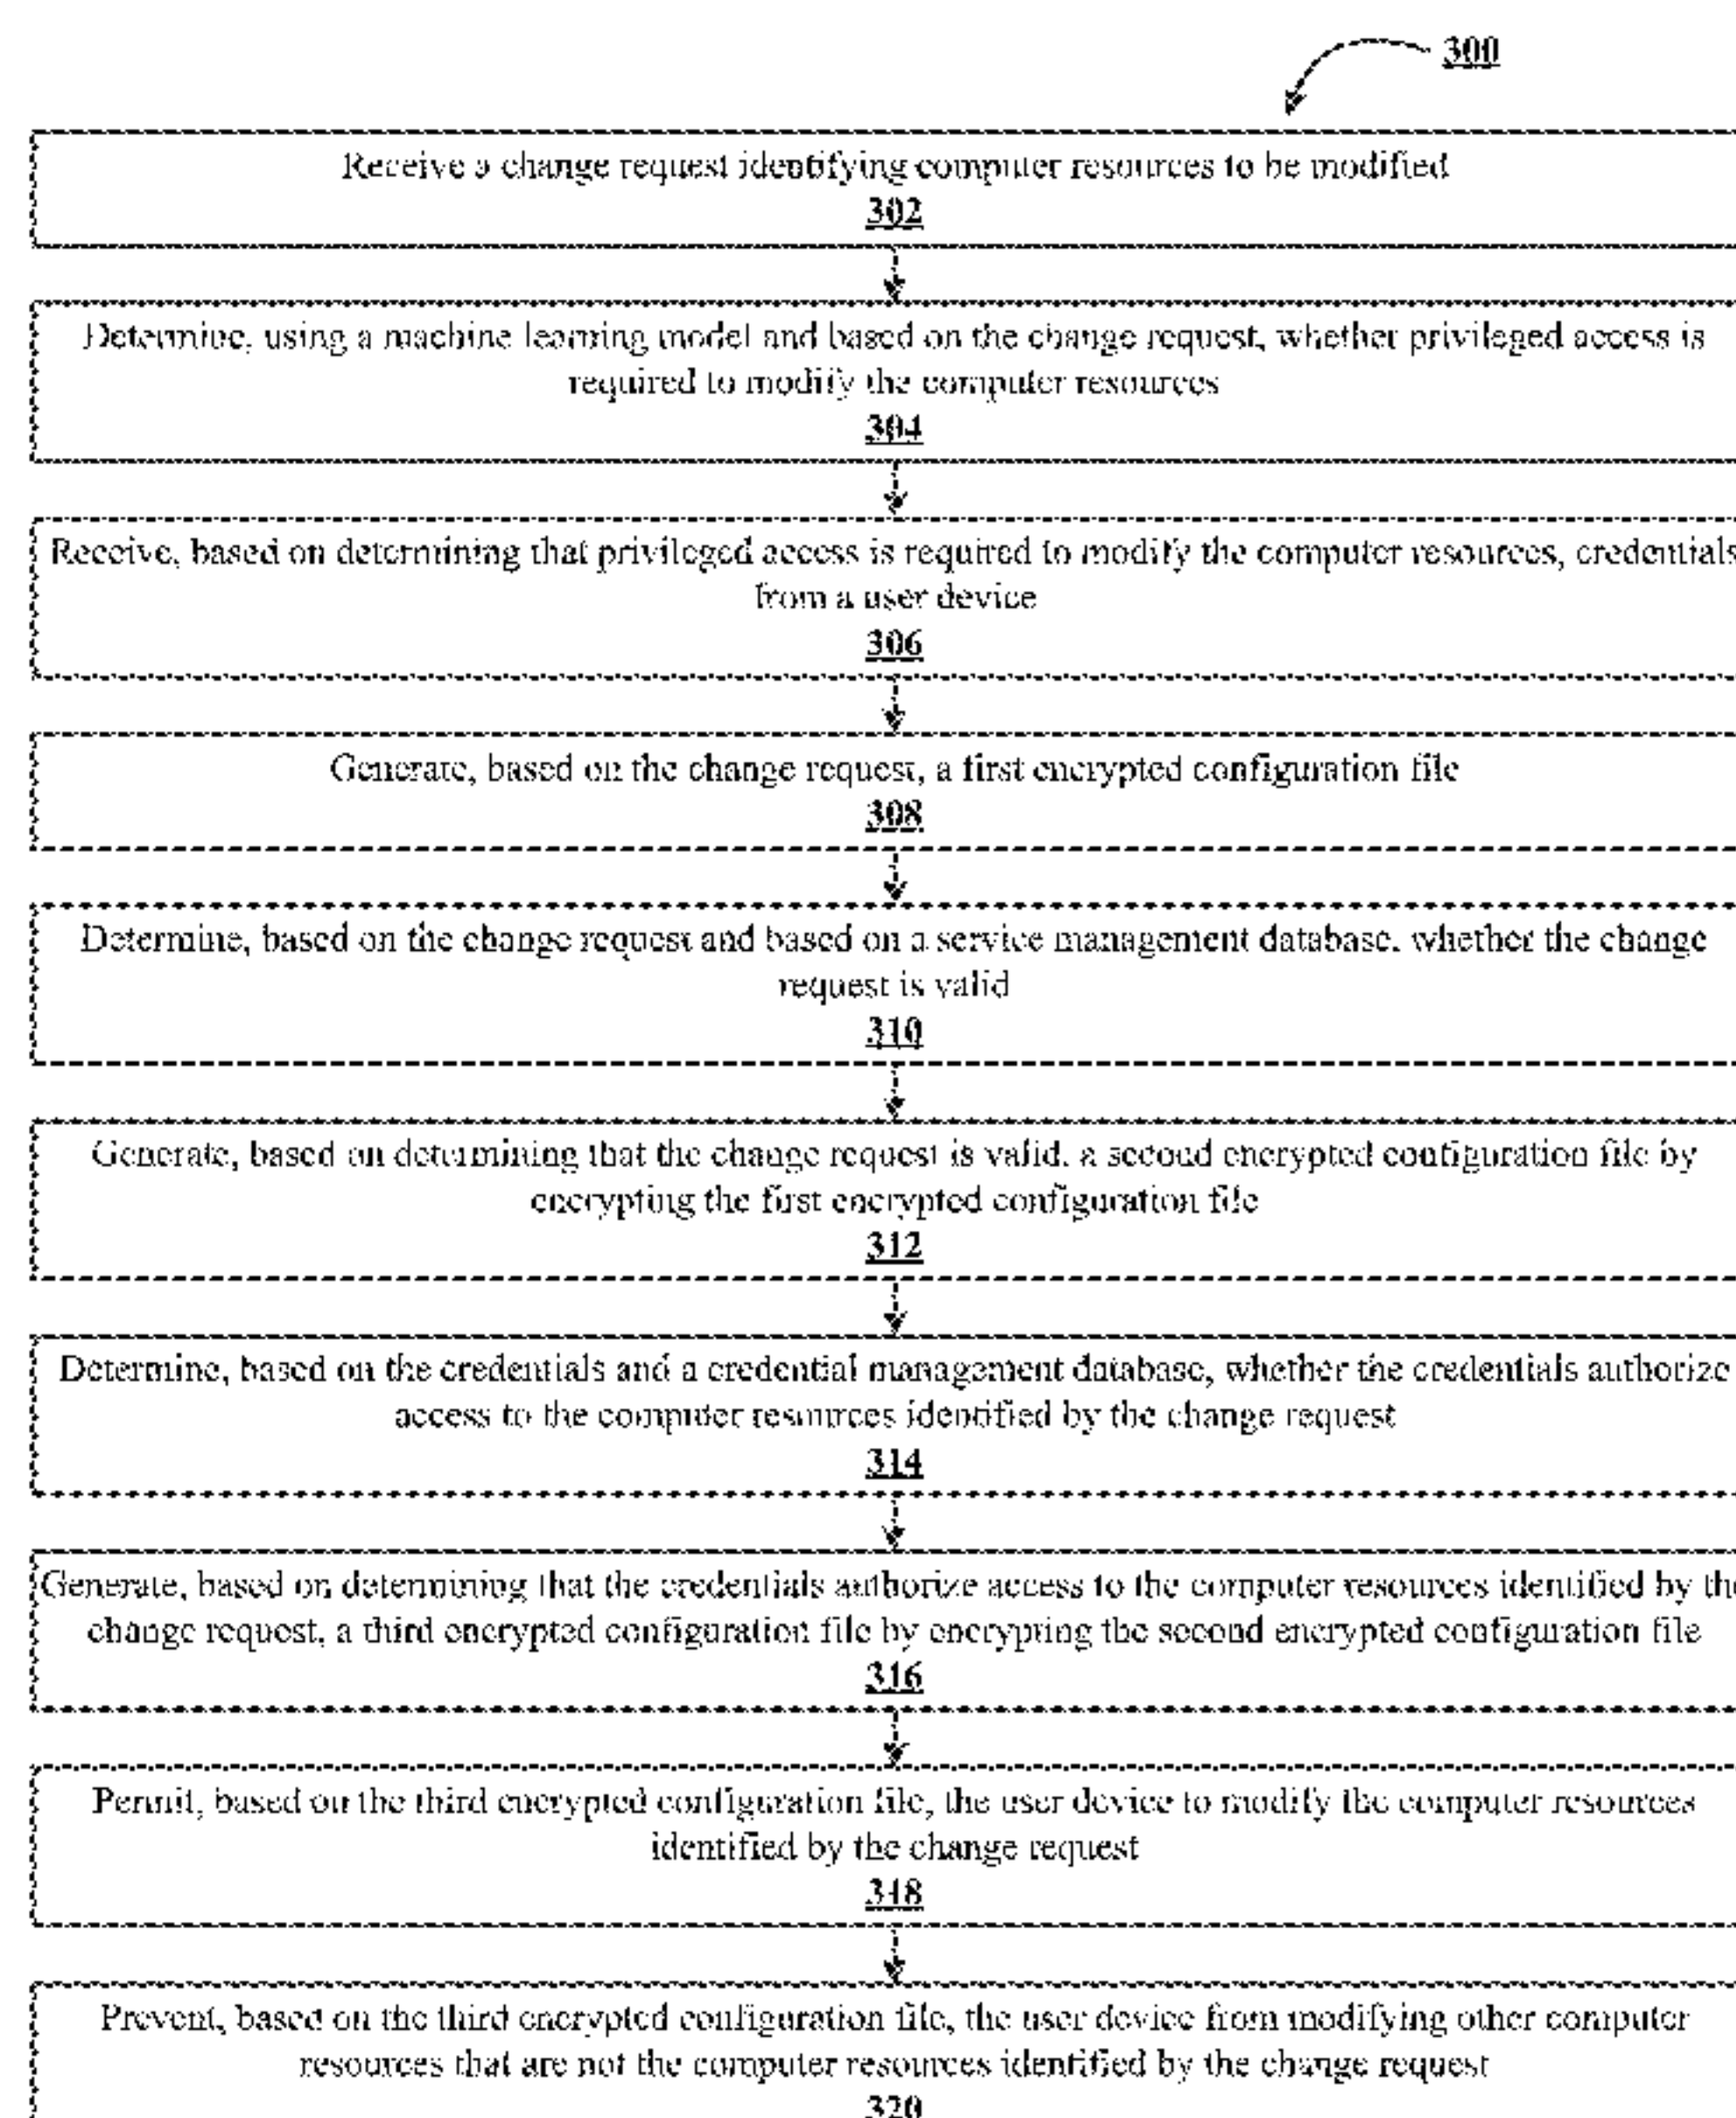 300
Receive a change request identifying computer resources to be modified
302
Determine, using a machine learning model and based on the change request, whether privileged access is
required to modify the computer resources
304
Receive, based on determining that privileged access is required to modify the computer resources, credentials
from a user device
306
Generate, based on the change request, a first encrypted configuration file
308
Determine, based on the change request and based on a service management database, whether the change
request is valid
310
Generate, based on determining that the change request is valid, a second encrypted configuration file by
encrypting the first encrypted configuration file
312
Determine, based on the credentials and a credential management database, whether the credentials authorize
access to the computer resources identified by the change request
314
Generate, based on determining that the credentials authorize access to the computer resources identified by the
change request, a third encrypted configuration file by encrypting the second encrypted configuration file
316
Permit, based on the third encrypted configuration file, the user device to modify the computer resources
identified by the change request
318
Prevent, based on the third encrypted configuration file, the user device from modifying other computer
resources that are not the computer resources identified by the change request
320